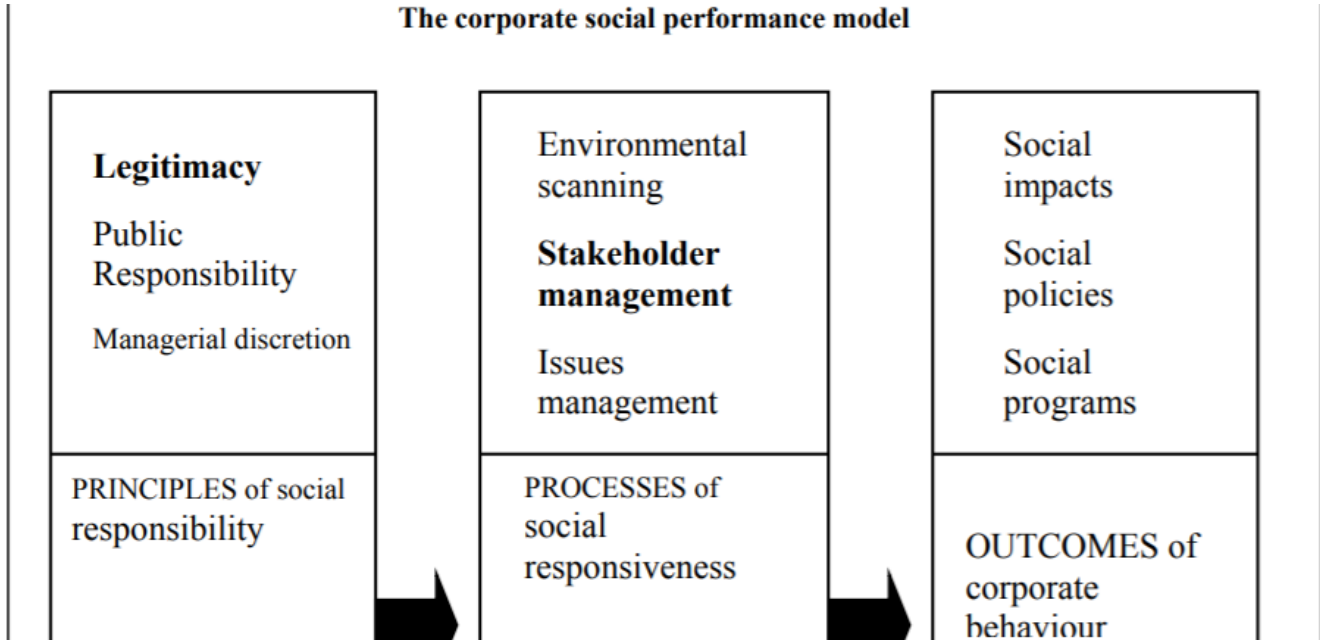 The corporate social performance model
Legitimacy
Public
Responsibility
Managerial discretion
PRINCIPLES of social
responsibility
Environmental
scanning
Stakeholder
management
Issues
management
PROCESSES of
social
responsiveness
Social
impacts
Social
policies
Social
programs
OUTCOMES of
corporate
behaviour